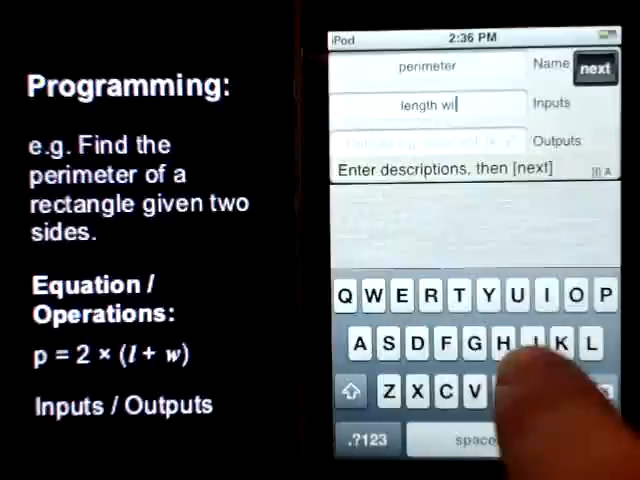 Programming:
e.g. Find the
perimeter of a
rectangle given two
sides.
Equation /
Operations:
p = 2 × (l + w)
Inputs / Outputs
iPod 2:36 PM
perimeter Name next
length wi Inputs
Outputs
Enter descriptions, then [next] A
Q W E R T Y U I O P
A S D F G H J K L
Z X C V
.?123 space